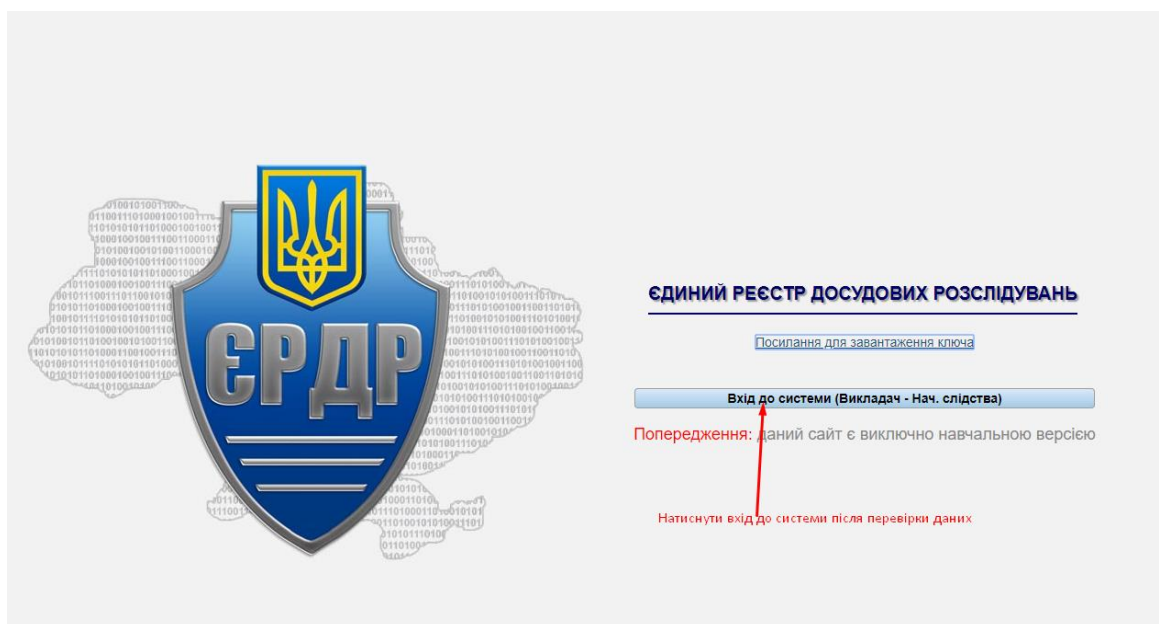 ЄРДР
ЄДИНИЙ РЕЄСТР ДОСУДОВИХ РОЗСЛІДУВАНЬ
Посилання для завантаження ключа
Вхід до системи (Викладач - Нач. слідства)
Попередження: даний сайт є виключно навчальною версією
Натиснути вхід до системи після перевірки даних